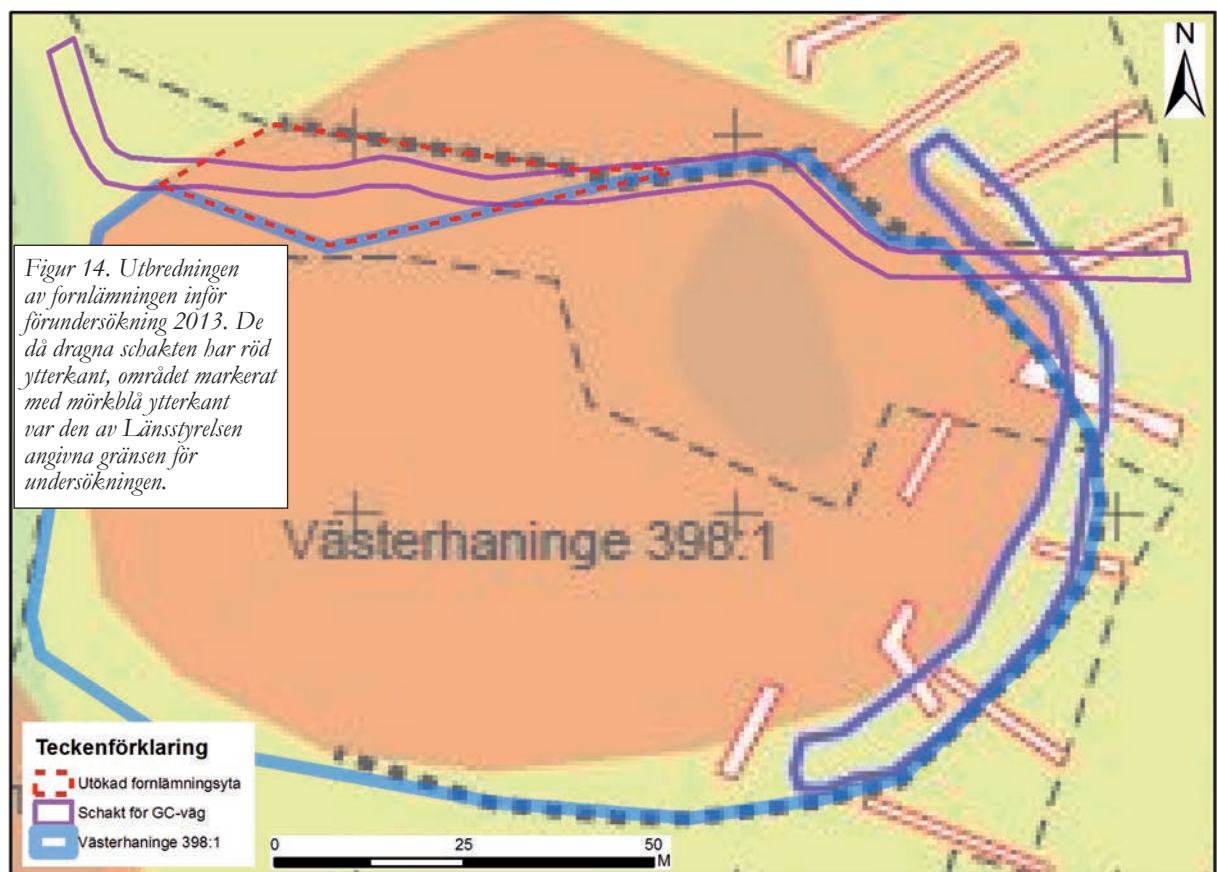 N
Figur 14. Utbredningen
av fornlämningen inför
förundersökning 2013. De
då dragna schakten har röd
ytterkant, området markerat
med mörkblå ytterkant
var den av Länsstyrelsen
angivna gränsen för
undersökningen.
Västerhaninge 398:1
Teckenförklaring
Utökad fornlämningsyta
Schakt för GC-väg
Västerhaninge 398:1
0 25 50
M